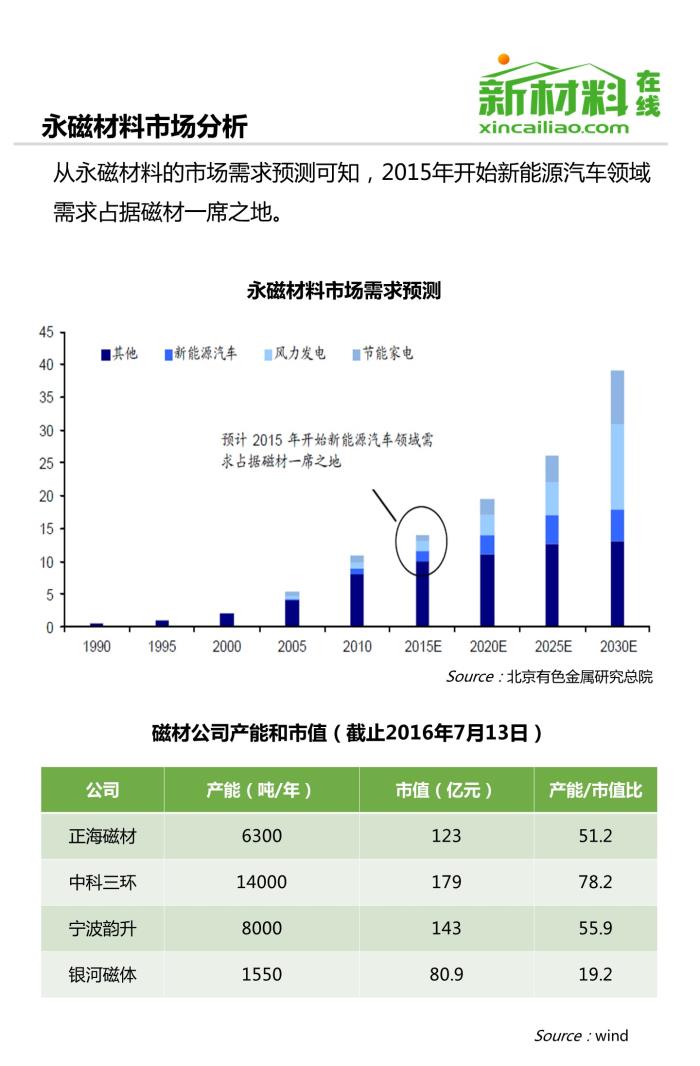 新材料在线
xincailiao.com
永磁材料市场分析
从永磁材料的市场需求预测可知，2015年开始新能源汽车领域
需求占据磁材一席之地。
永磁材料市场需求预测
45
40
35
30
25
20
15
10
5
0
其他 新能源汽车 风力发电 节能家电
预计 2015 年开始新能源汽车领域需
求占据磁材一席之地
1990 1995 2000 2005 2010 2015E 2020E 2025E 2030E
Source：北京有色金属研究总院
磁材公司产能和市值（截止2016年7月13日）
公司 产能（吨/年） 市值（亿元） 产能/市值比
正海磁材 6300 123 51.2
中科三环 14000 179 78.2
宁波韵升 8000 143 55.9
银河磁体 1550 80.9 19.2
Source：wind